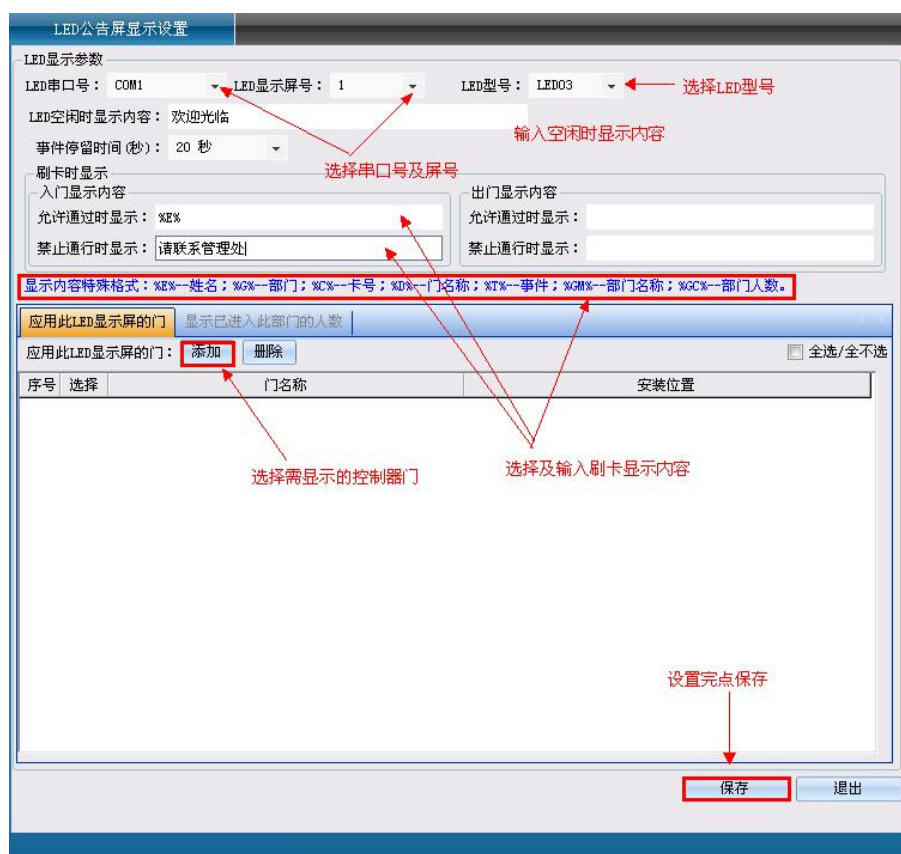 LED公告屏显示设置
LED显示参数
LED串口号： COM1 LED显示屏号： 1 LED型号： LED03 选择LED型号
LED空闲时显示内容： 欢迎光临
输入空闲时显示内容
事件停留时间(秒)： 20 秒
选择串口号及屏号
刷卡时显示
入门显示内容 出门显示内容
允许通过时显示： %E% 允许通过时显示：
禁止通行时显示： 请联系管理处 禁止通行时显示：
显示内容特殊格式：%E%--姓名；%G%--部门；%C%--卡号；%D%--门名称；%T%--事件；%GM%--部门名称；%GC%--部门人数。
应用此LED显示屏的门 显示已进入此部门的人数
应用此LED显示屏的门： 添加 删除 全选/全不选
序号 选择 门名称 安装位置
选择需显示的控制器门 选择及输入刷卡显示内容
设置完点保存
保存 退出